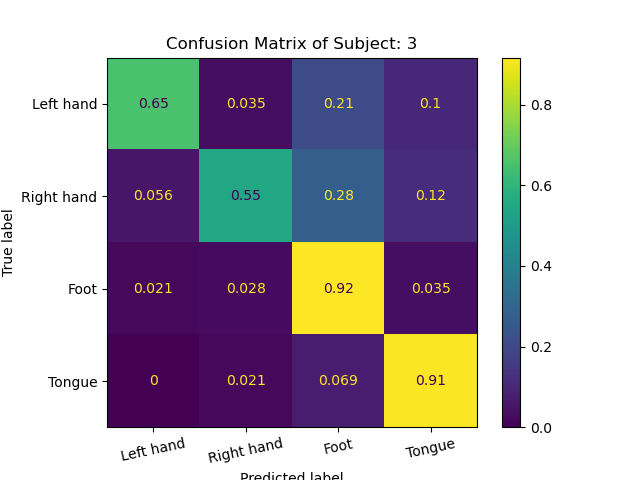 Confusion Matrix of Subject: 3
True label
Left hand 0.65 0.035 0.21 0.1
Right hand 0.056 0.55 0.28 0.12
Foot 0.021 0.028 0.92 0.035
Tongue 0 0.021 0.069 0.91
Left hand Right hand Foot Tongue
Predicted label
0.8
0.6
0.4
0.2
0.0